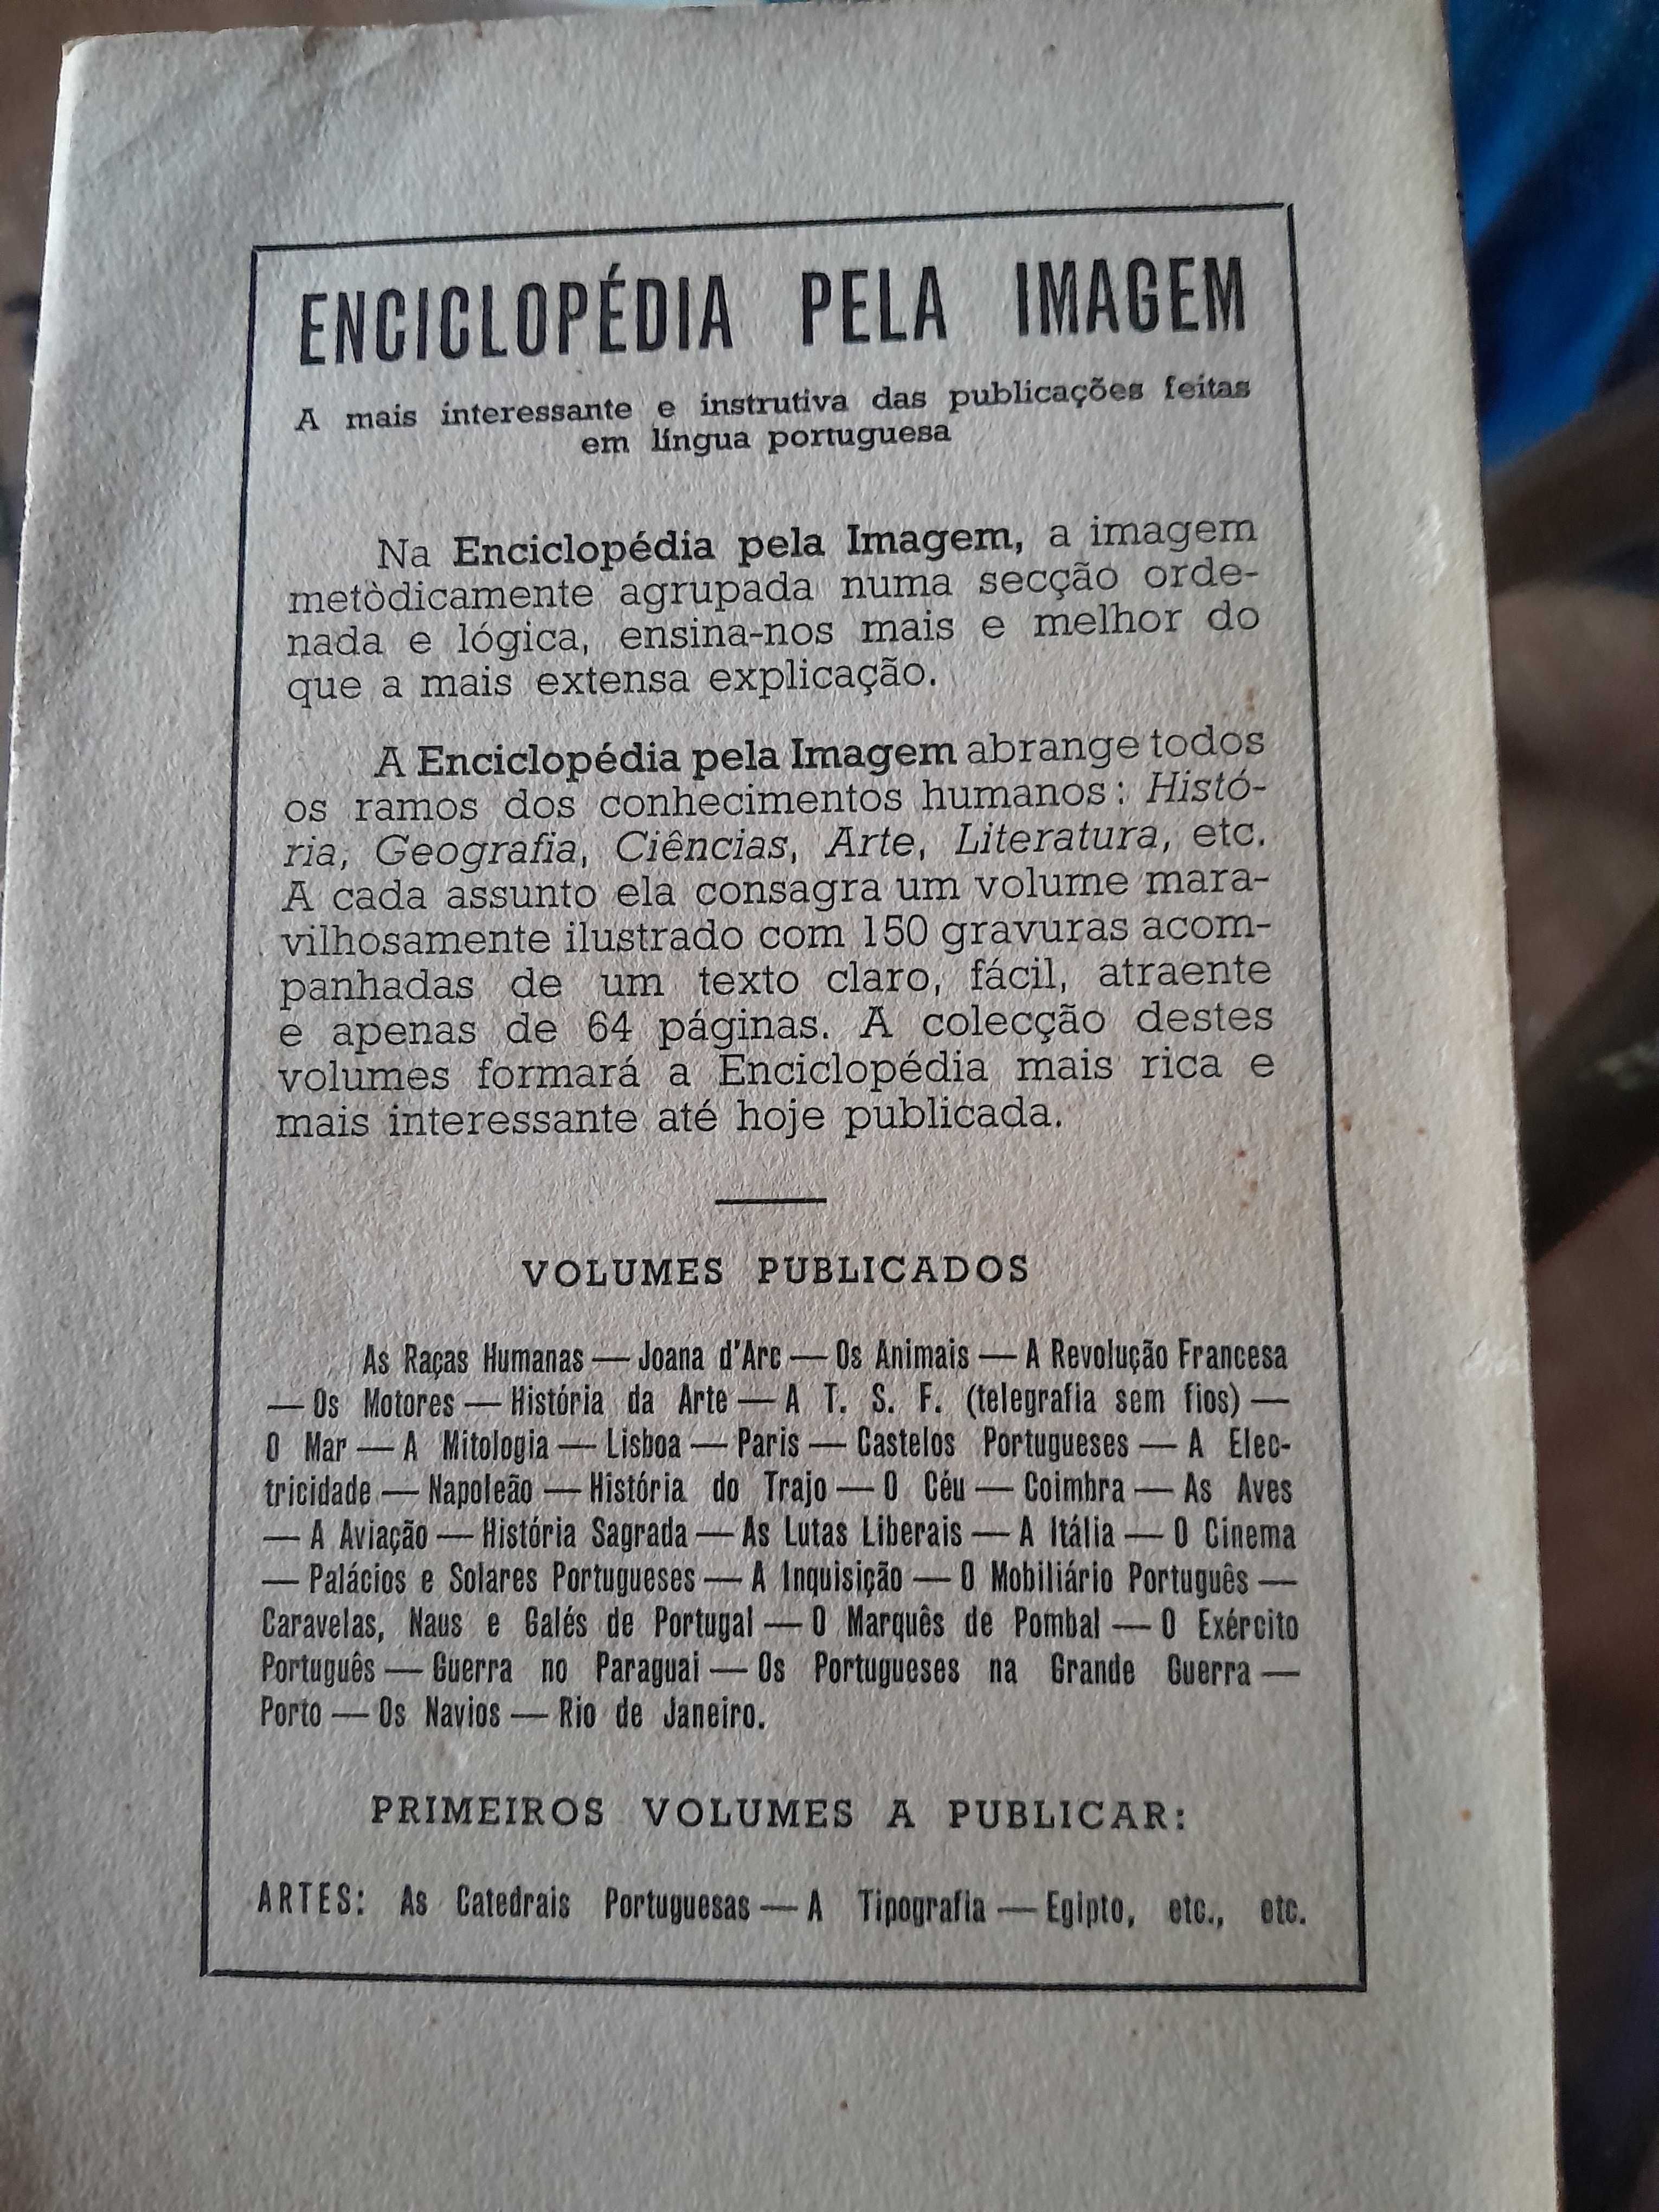 ENCICLOPÉDIA PELA IMAGEM
A mais interessante e instrutiva das publicações feitas
em língua portuguesa
Na Enciclopédia pela Imagem, a imagem
metòdicamente agrupada numa secção orde-
nada e lógica, ensina-nos mais e melhor do
que a mais extensa explicação.
A Enciclopédia pela Imagem abrange todos
os ramos dos conhecimentos humanos: Histó-
ria, Geografia, Ciências, Arte, Literatura, etc.
A cada assunto ela consagra um volume mara-
vilhosamente ilustrado com 150 gravuras acom-
panhadas de um texto claro, fácil, atraente
e apenas de 64 páginas. A colecção destes
volumes formará a Enciclopédia mais rica e
mais interessante até hoje publicada.
VOLUMES PUBLICADOS
As Raças Humanas — Joana d'Arc — Os Animais — A Revolução Francesa
— Os Motores — História da Arte — A T. S. F. (telegrafia sem fios) —
O Mar — A Mitologia — Lisboa — Paris — Castelos Portugueses — A Elec-
tricidade — Napoleão — História do Trajo — O Céu — Coimbra — As Aves
— A Aviação — História Sagrada — As Lutas Liberais — A Itália — O Cinema
— Palácios e Solares Portugueses — A Inquisição — O Mobiliário Português —
Caravelas, Naus e Galés de Portugal — O Marquês de Pombal — O Exército
Português — Guerra no Paraguai — Os Portugueses na Grande Guerra —
Porto — Os Navios — Rio de Janeiro.
PRIMEIROS VOLUMES A PUBLICAR:
ARTES: As Catedrais Portuguesas — A Tipografia — Egipto, etc., etc.